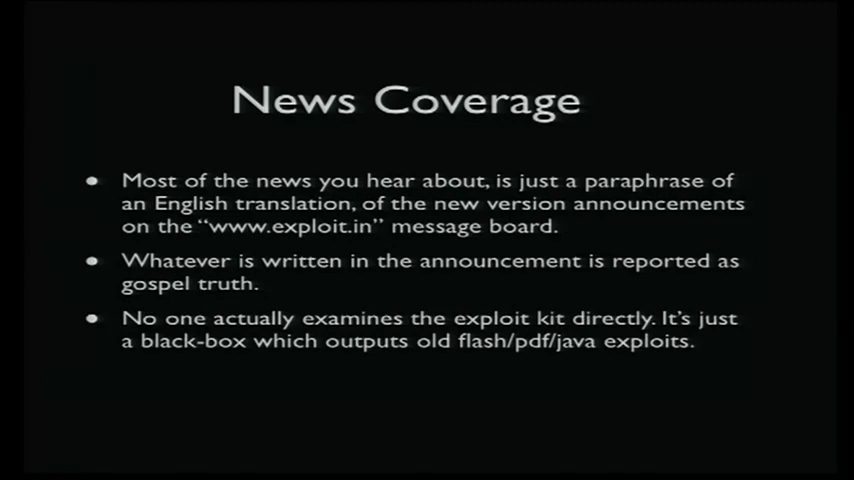 News Coverage
• Most of the news you hear about, is just a paraphrase of
an English translation, of the new version announcements
on the “www.exploit.in” message board.
• Whatever is written in the announcement is reported as
gospel truth.
• No one actually examines the exploit kit directly. It’s just
a black-box which outputs old flash/pdf/java exploits.